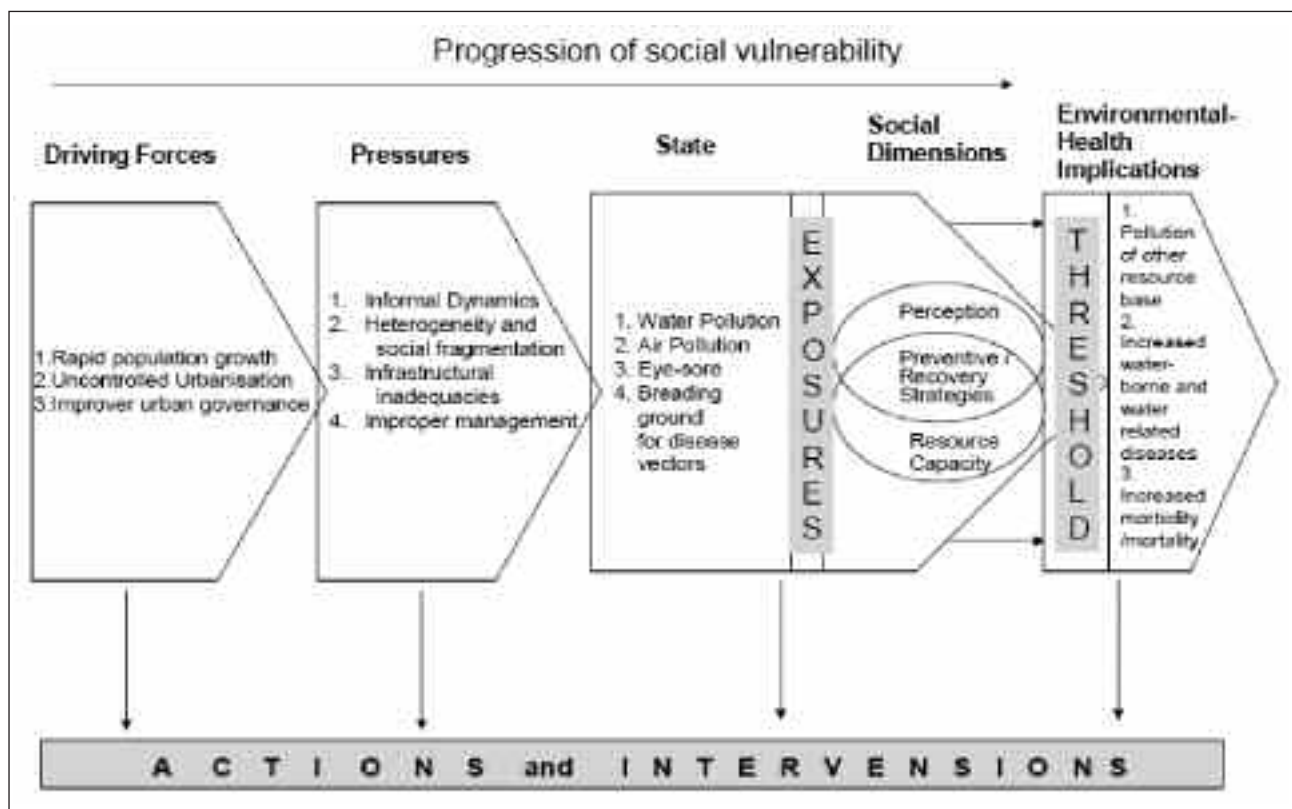 Progression of social vulnerability
Driving Forces
Pressures
State
Social
Dimensions
Environmental-
Health
Implications
1.Rapid population growth
2.Uncontrolled Urbanisation
3.Improver urban governance
1. Informal Dynamics
2. Heterogeneity and
social fragmentation
3. Infrastructural
inadequacies
4. Improper management
1. Water Pollution
2. Air Pollution
3. Eye-sore
4. Breading
ground
for disease
vectors
EXPOSURES
Perception
Preventive /
Recovery
Strategies
Resource
Capacity
THRESHOLD
1.
Pollution
of other
resource
base
2.
Increased
water-
borne and
water
related
diseases
3.
Increased
morbidity
/mortality
ACTIONS and INTERVENSIONS